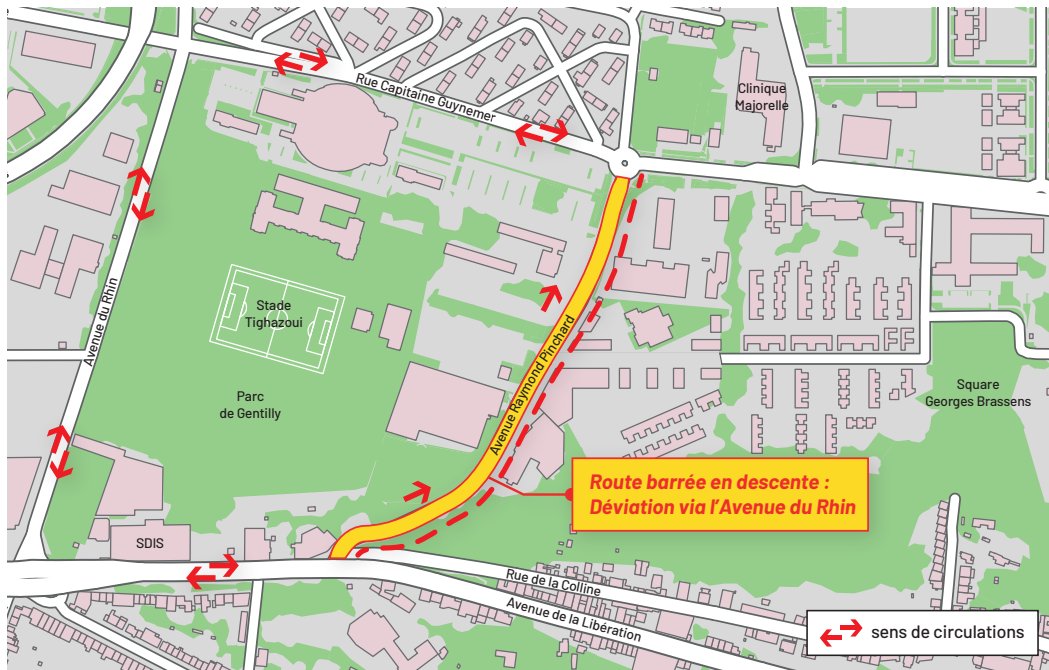 Rue Capitaine Guynemer
Clinique
Majorelle
Avenue du Rhin
Stade
Tighazoui
Parc
de Gentilly
Avenue Raymond Pinchard
Square
Georges Brassens
Route barrée en descente :
Déviation via l'Avenue du Rhin
SDIS
Rue de la Colline
Avenue de la Libération
sens de circulations